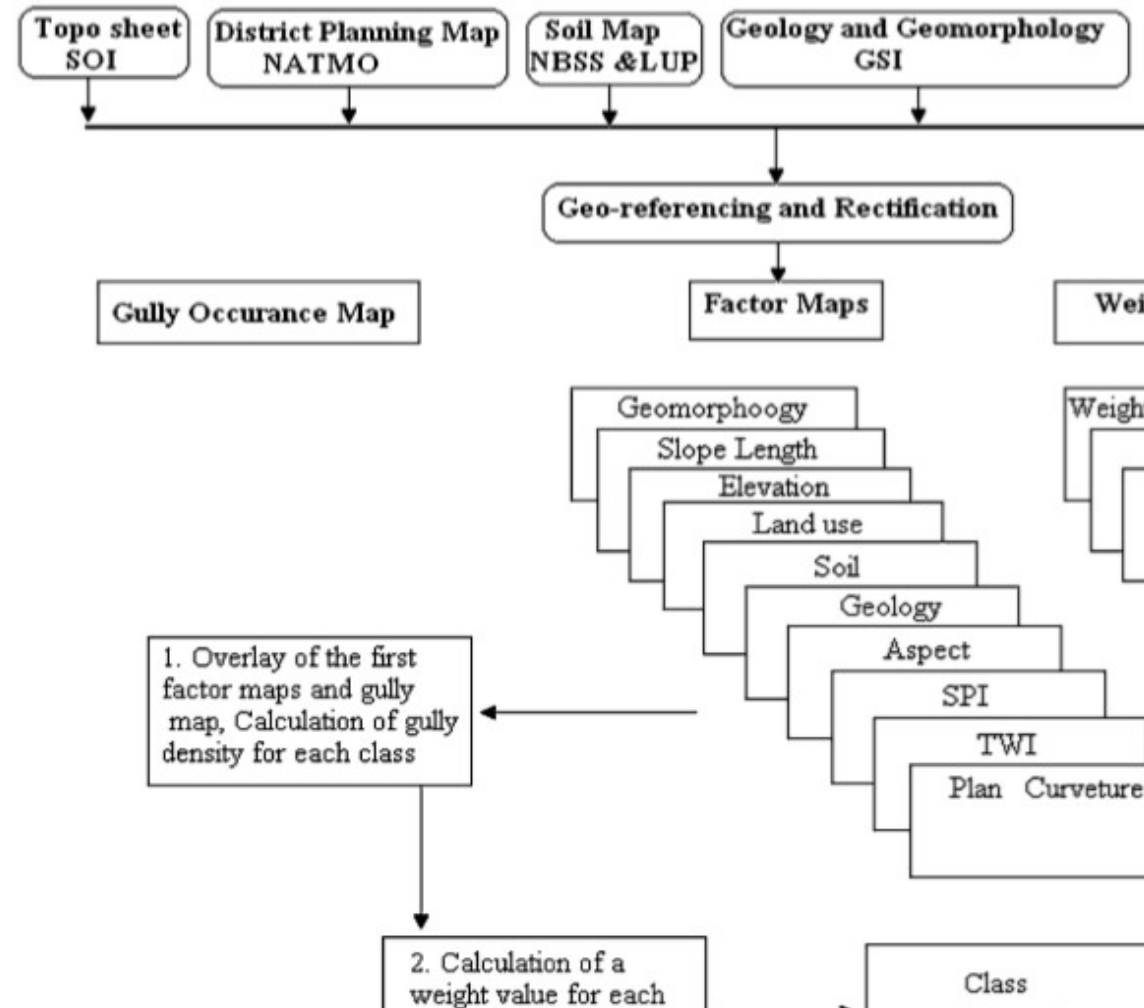 Topo sheet
SOI
District Planning Map
NATMO
Soil Map
NBSS &LUP
Geology and Geomorphology
GSI
Geo-referencing and Rectification
Gully Occurance Map
Factor Maps
Geomorphoogy
Slope Length
Elevation
Land use
Soil
Geology
Aspect
SPI
TWI
Plan Curveture
1. Overlay of the first
factor maps and gully
map, Calculation of gully
density for each class
2. Calculation of a
weight value for each
Class